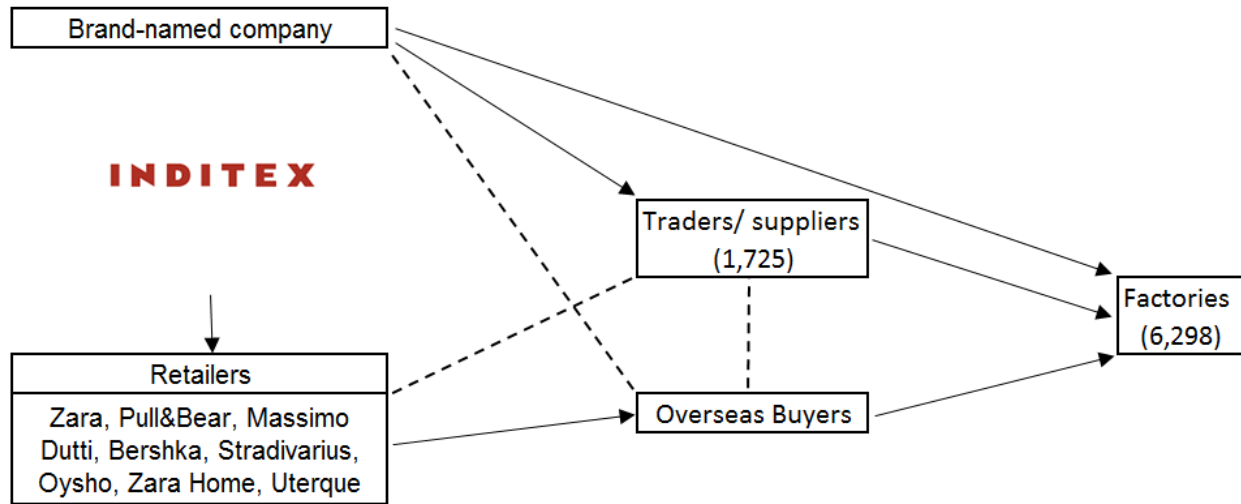 Brand-named company
INDITEX
Traders/ suppliers
(1,725)
Factories
(6,298)
Retailers
Zara, Pull&Bear, Massimo
Dutti, Bershka, Stradivarius,
Oysho, Zara Home, Uterque
Overseas Buyers